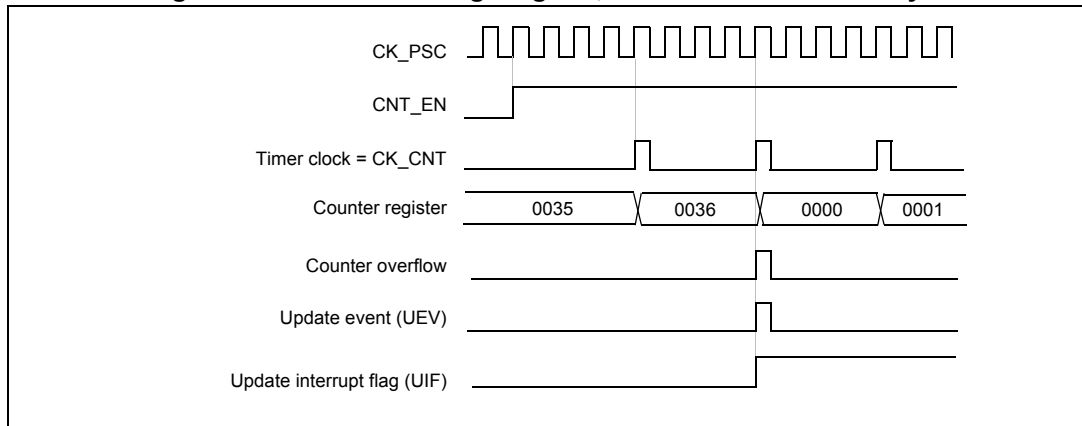 CK_PSC
CNT_EN
Timer clock = CK_CNT
Counter register 0035 0036 0000 0001
Counter overflow
Update event (UEV)
Update interrupt flag (UIF)